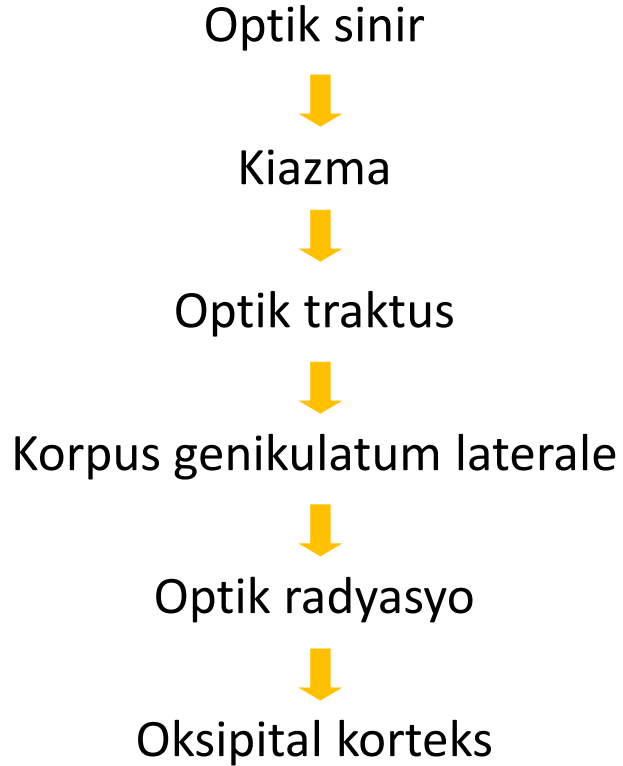 Optik sinir
Kiazma
Optik traktus
Korpus genikulatum laterale
Optik radyasyo
Oksipital korteks